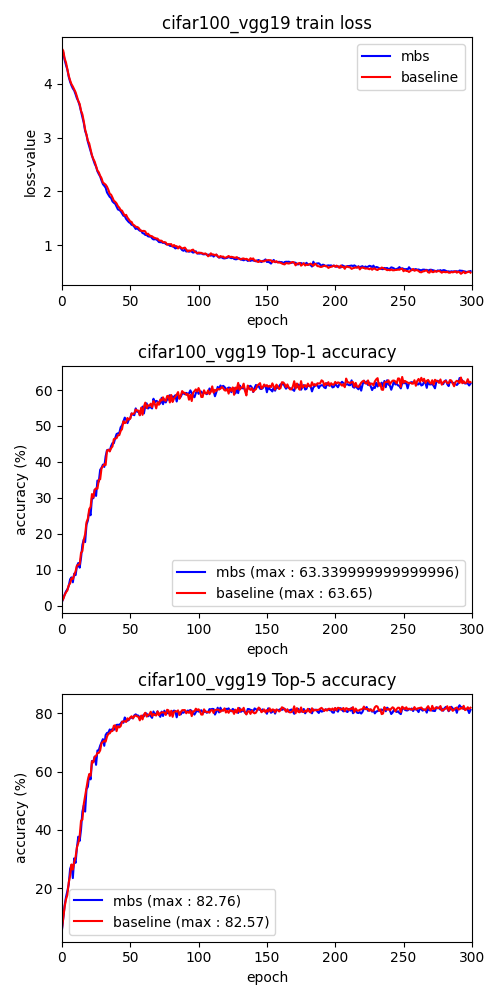 cifar100_vgg19 train loss
mbs
baseline
4
3
2
1
loss-value
0 50 100 150 200 250 300
epoch
cifar100_vgg19 Top-1 accuracy
60
50
40
30
20
10
0
accuracy (%)
mbs (max : 63.339999999999996)
baseline (max : 63.65)
0 50 100 150 200 250 300
epoch
cifar100_vgg19 Top-5 accuracy
80
60
40
20
accuracy (%)
mbs (max : 82.76)
baseline (max : 82.57)
0 50 100 150 200 250 300
epoch